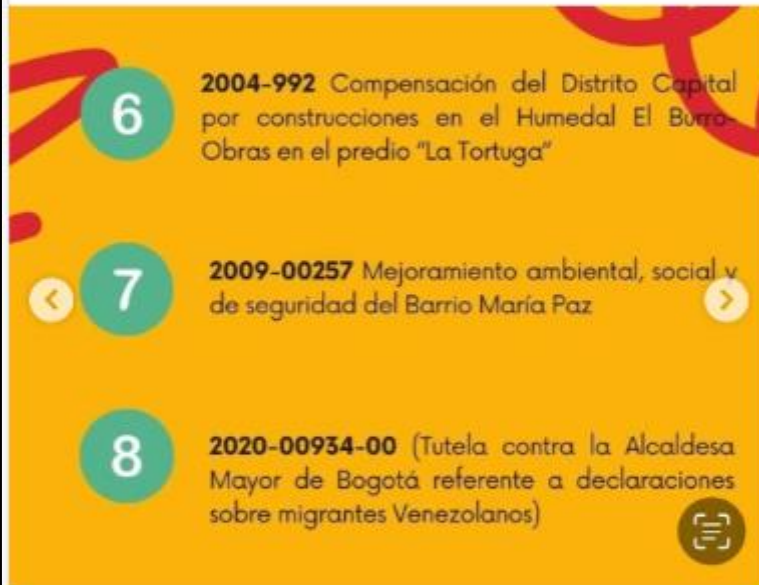 6
2004-992 Compensación del Distrito Capital
por construcciones en el Humedal El Burro-
Obras en el predio “La Tortuga”
7
2009-00257 Mejoramiento ambiental, social y
de seguridad del Barrio María Paz
8
2020-00934-00 (Tutela contra la Alcaldesa
Mayor de Bogotá referente a declaraciones
sobre migrantes Venezolanos)